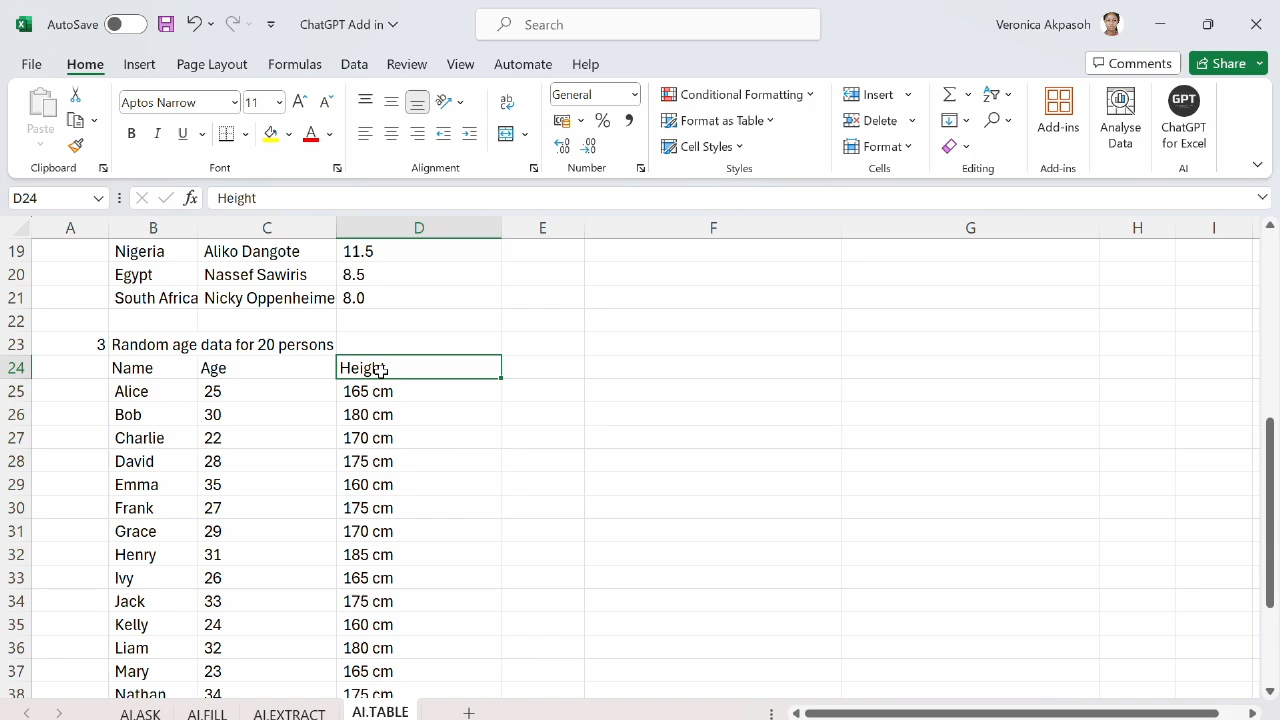 AutoSave ChatGPT Add in Search Veronica Akpasoh
File Home Insert Page Layout Formulas Data Review View Automate Help Comments Share
Paste
Clipboard
Aptos Narrow 11
B I U A
Font
Alignment
General
% 9
Number
Conditional Formatting
Format as Table
Cell Styles
Styles
Insert
Delete
Format
Cells
Editing
Add-ins
Add-ins
Analyse Data
GPT
ChatGPT for Excel
AI
D24 fx Height
A B C D E F G H I
19 Nigeria Aliko Dangote 11.5
20 Egypt Nassef Sawiris 8.5
21 South Africa Nicky Oppenheime 8.0
22
23 3 Random age data for 20 persons
24 Name Age Height
25 Alice 25 165 cm
26 Bob 30 180 cm
27 Charlie 22 170 cm
28 David 28 175 cm
29 Emma 35 160 cm
30 Frank 27 175 cm
31 Grace 29 170 cm
32 Henry 31 185 cm
33 Ivy 26 165 cm
34 Jack 33 175 cm
35 Kelly 24 160 cm
36 Liam 32 180 cm
37 Mary 23 165 cm
38 Nathan 34 175 cm
AI.ASK AI.FILL AI.EXTRACT AI.TABLE